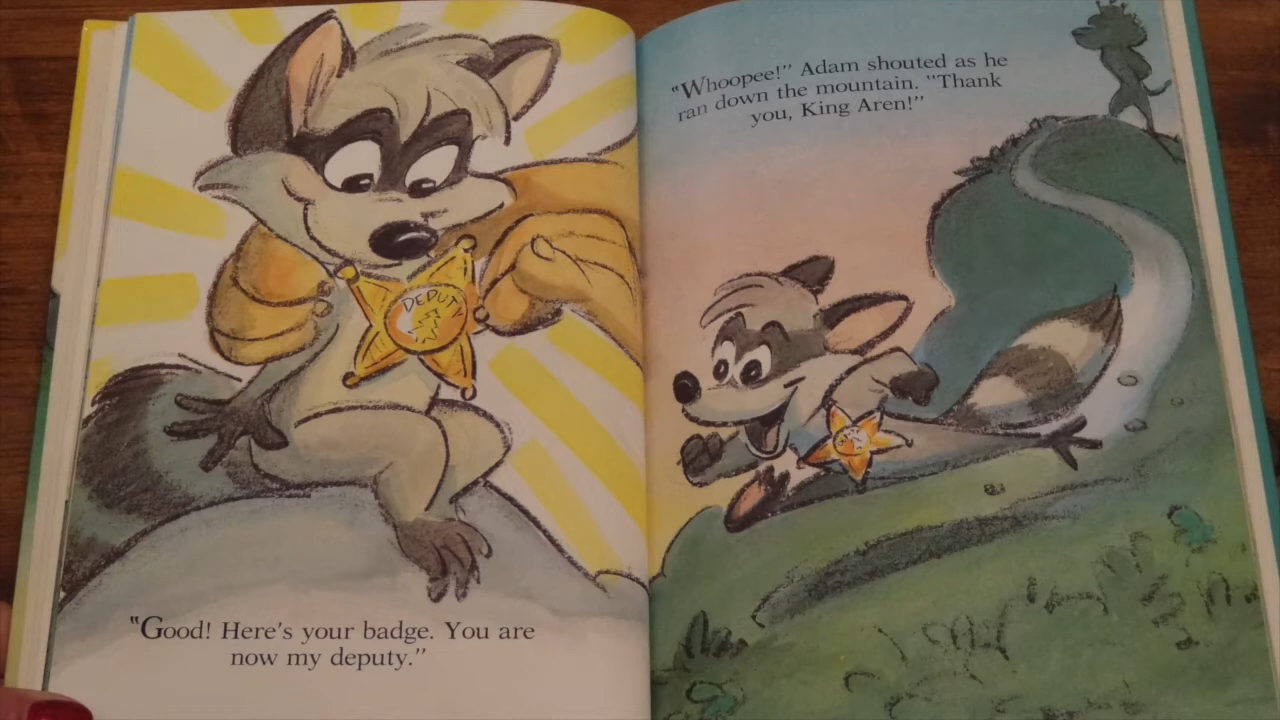 DEPUTY
"Good! Here's your badge. You are
now my deputy."
"Whoopee!" Adam shouted as he
ran down the mountain. "Thank
you, King Aren!"